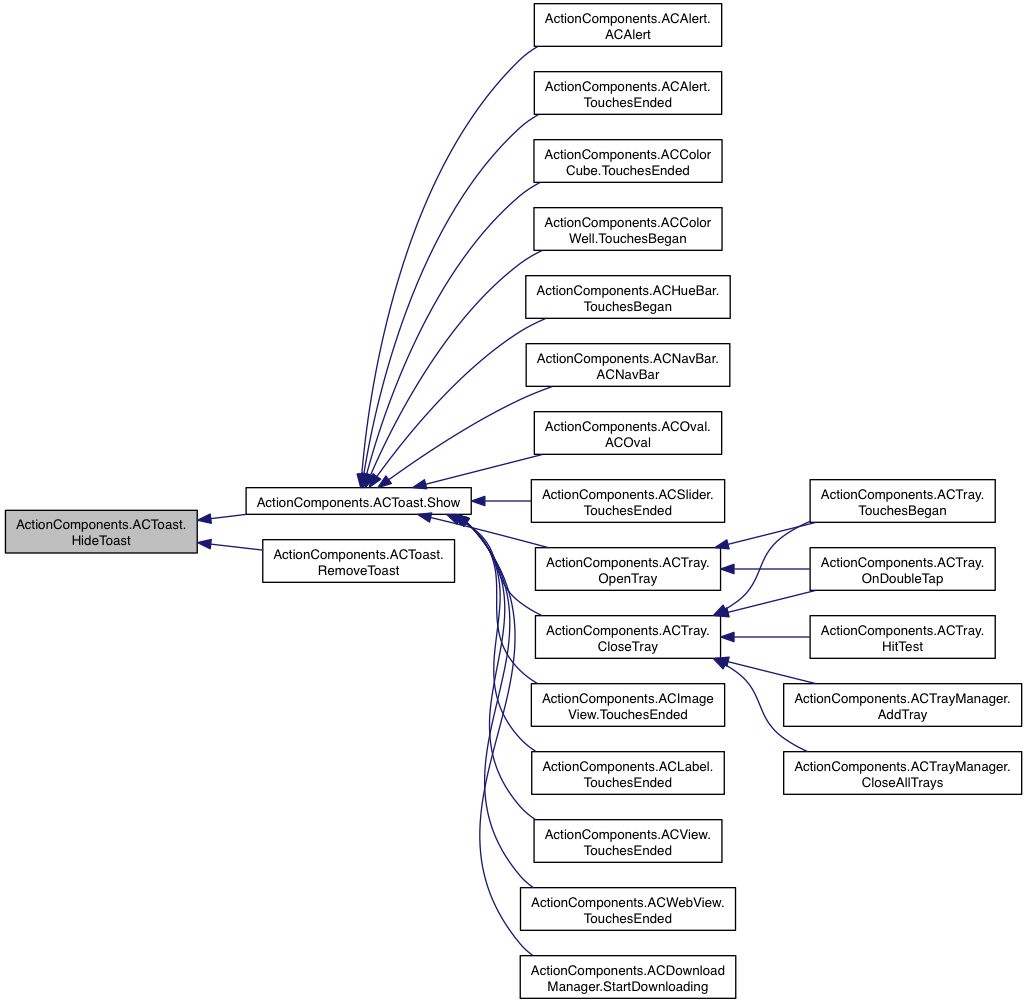 ActionComponents.ACAlert.
ACAlert
ActionComponents.ACAlert.
TouchesEnded
ActionComponents.ACColor
Cube.TouchesEnded
ActionComponents.ACColor
Well.TouchesBegan
ActionComponents.ACHueBar.
TouchesBegan
ActionComponents.ACNavBar.
ACNavBar
ActionComponents.ACOval.
ACOval
ActionComponents.ACToast.
HideToast
ActionComponents.ACToast.Show
ActionComponents.ACToast.
RemoveToast
ActionComponents.ACSlider.
TouchesEnded
ActionComponents.ACTray.
OpenTray
ActionComponents.ACTray.
CloseTray
ActionComponents.ACImage
View.TouchesEnded
ActionComponents.ACLabel.
TouchesEnded
ActionComponents.ACView.
TouchesEnded
ActionComponents.ACWebView.
TouchesEnded
ActionComponents.ACDownload
Manager.StartDownloading
ActionComponents.ACTray.
TouchesBegan
ActionComponents.ACTray.
OnDoubleTap
ActionComponents.ACTray.
HitTest
ActionComponents.ACTrayManager.
AddTray
ActionComponents.ACTrayManager.
CloseAllTrays